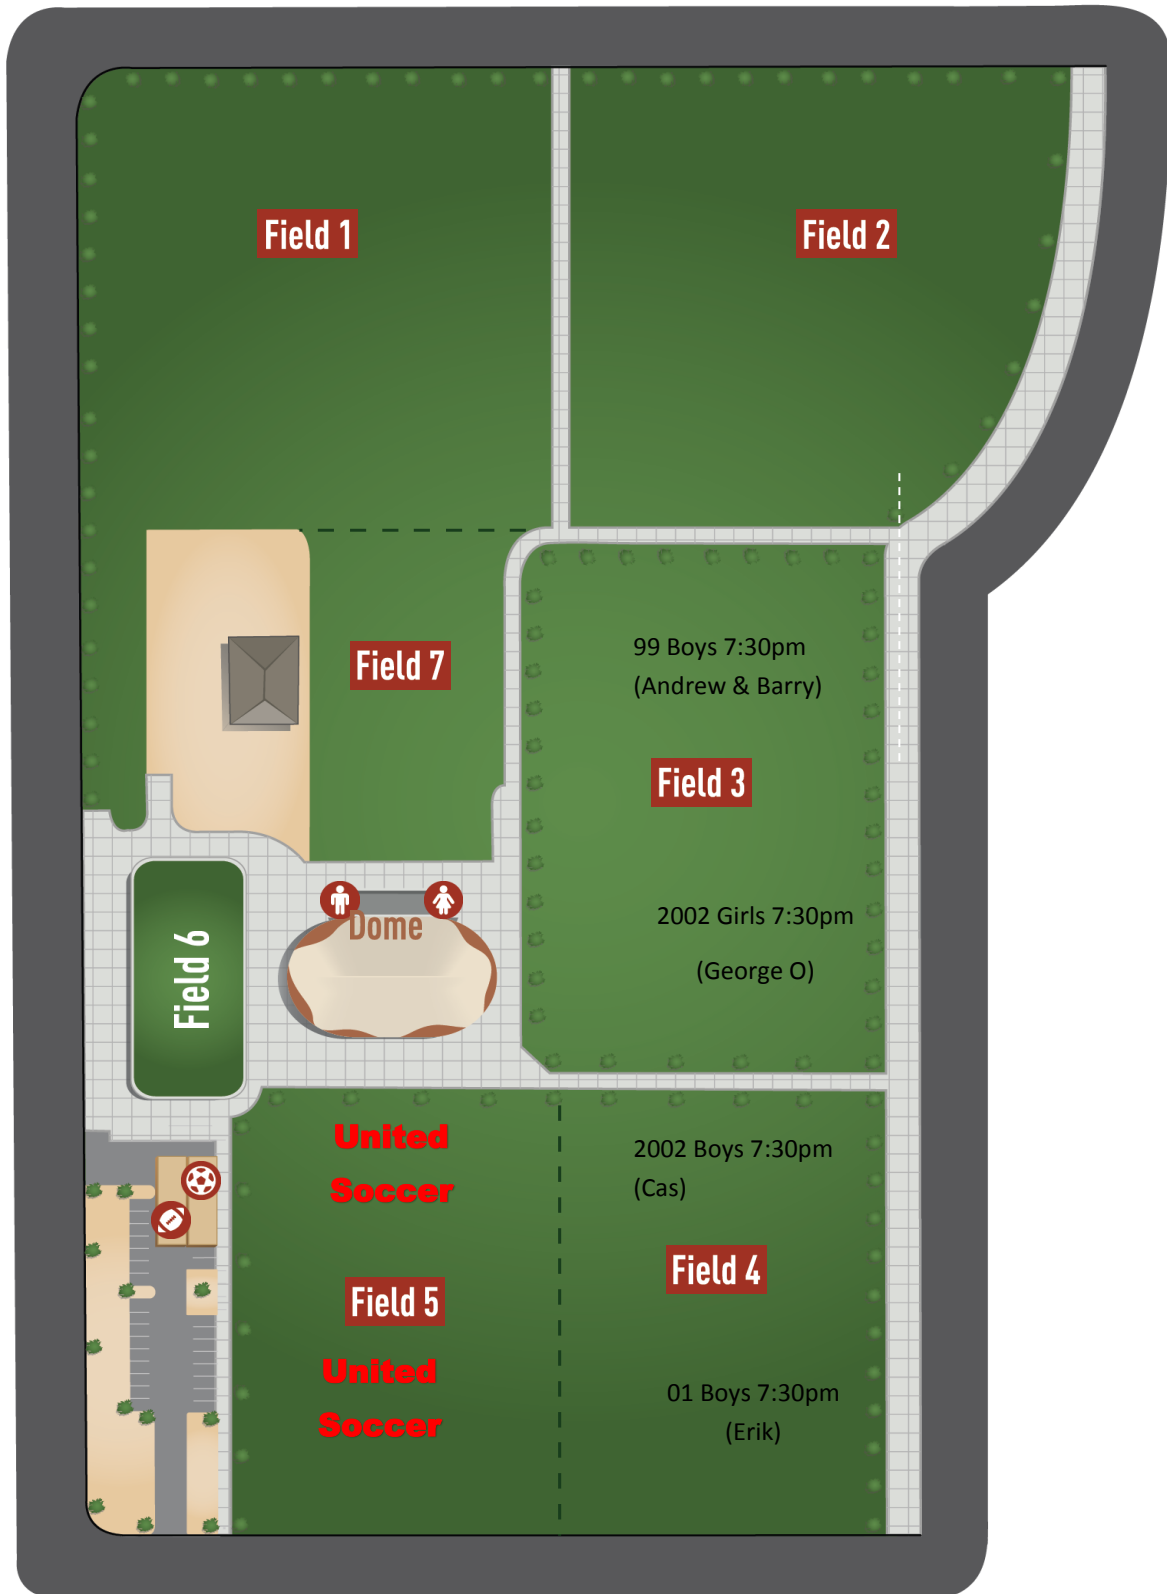 Field 1
Field 2
Field 7
99 Boys 7:30pm
(Andrew & Barry)
Field 3
2002 Girls 7:30pm
(George O)
Dome
Field 6
United
Soccer
Field 5
United
Soccer
2002 Boys 7:30pm
(Cas)
Field 4
01 Boys 7:30pm
(Erik)